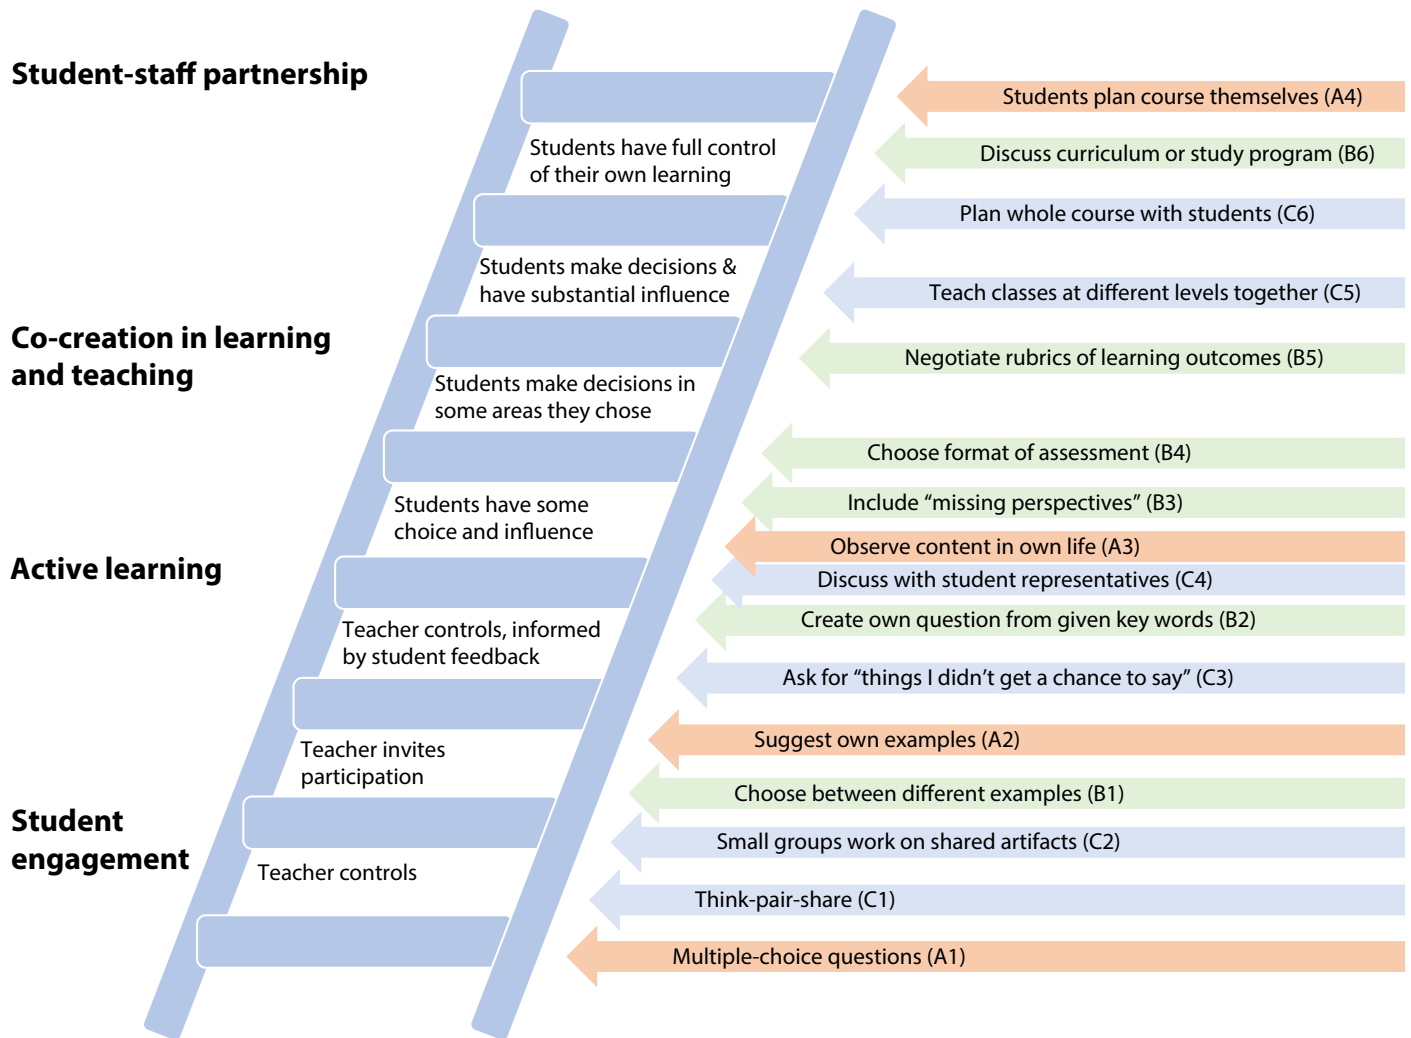 Student-staff partnership
Co-creation in learning
and teaching
Active learning
Student
engagement
Students have full control
of their own learning
Students make decisions &
have substantial influence
Students make decisions in
some areas they chose
Students have some
choice and influence
Teacher controls, informed
by student feedback
Teacher invites
participation
Teacher controls
Students plan course themselves (A4)
Discuss curriculum or study program (B6)
Plan whole course with students (C6)
Teach classes at different levels together (C5)
Negotiate rubrics of learning outcomes (B5)
Choose format of assessment (B4)
Include “missing perspectives” (B3)
Observe content in own life (A3)
Discuss with student representatives (C4)
Create own question from given key words (B2)
Ask for “things I didn’t get a chance to say” (C3)
Suggest own examples (A2)
Choose between different examples (B1)
Small groups work on shared artifacts (C2)
Think-pair-share (C1)
Multiple-choice questions (A1)